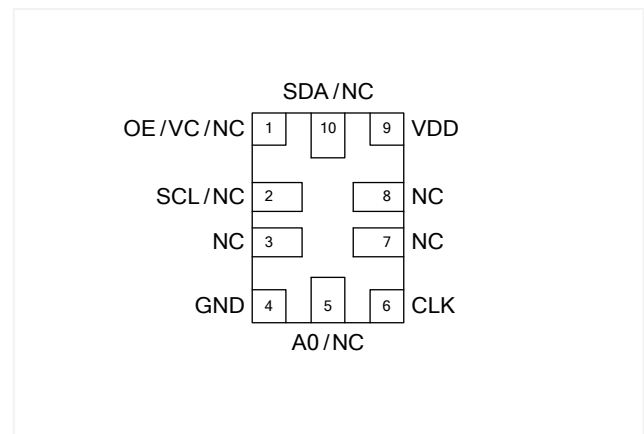 SDA/NC
OE/VC/NC 1 10 9 VDD
SCL/NC 2 8 NC
NC 3 7 NC
GND 4 5 6 CLK
A0/NC